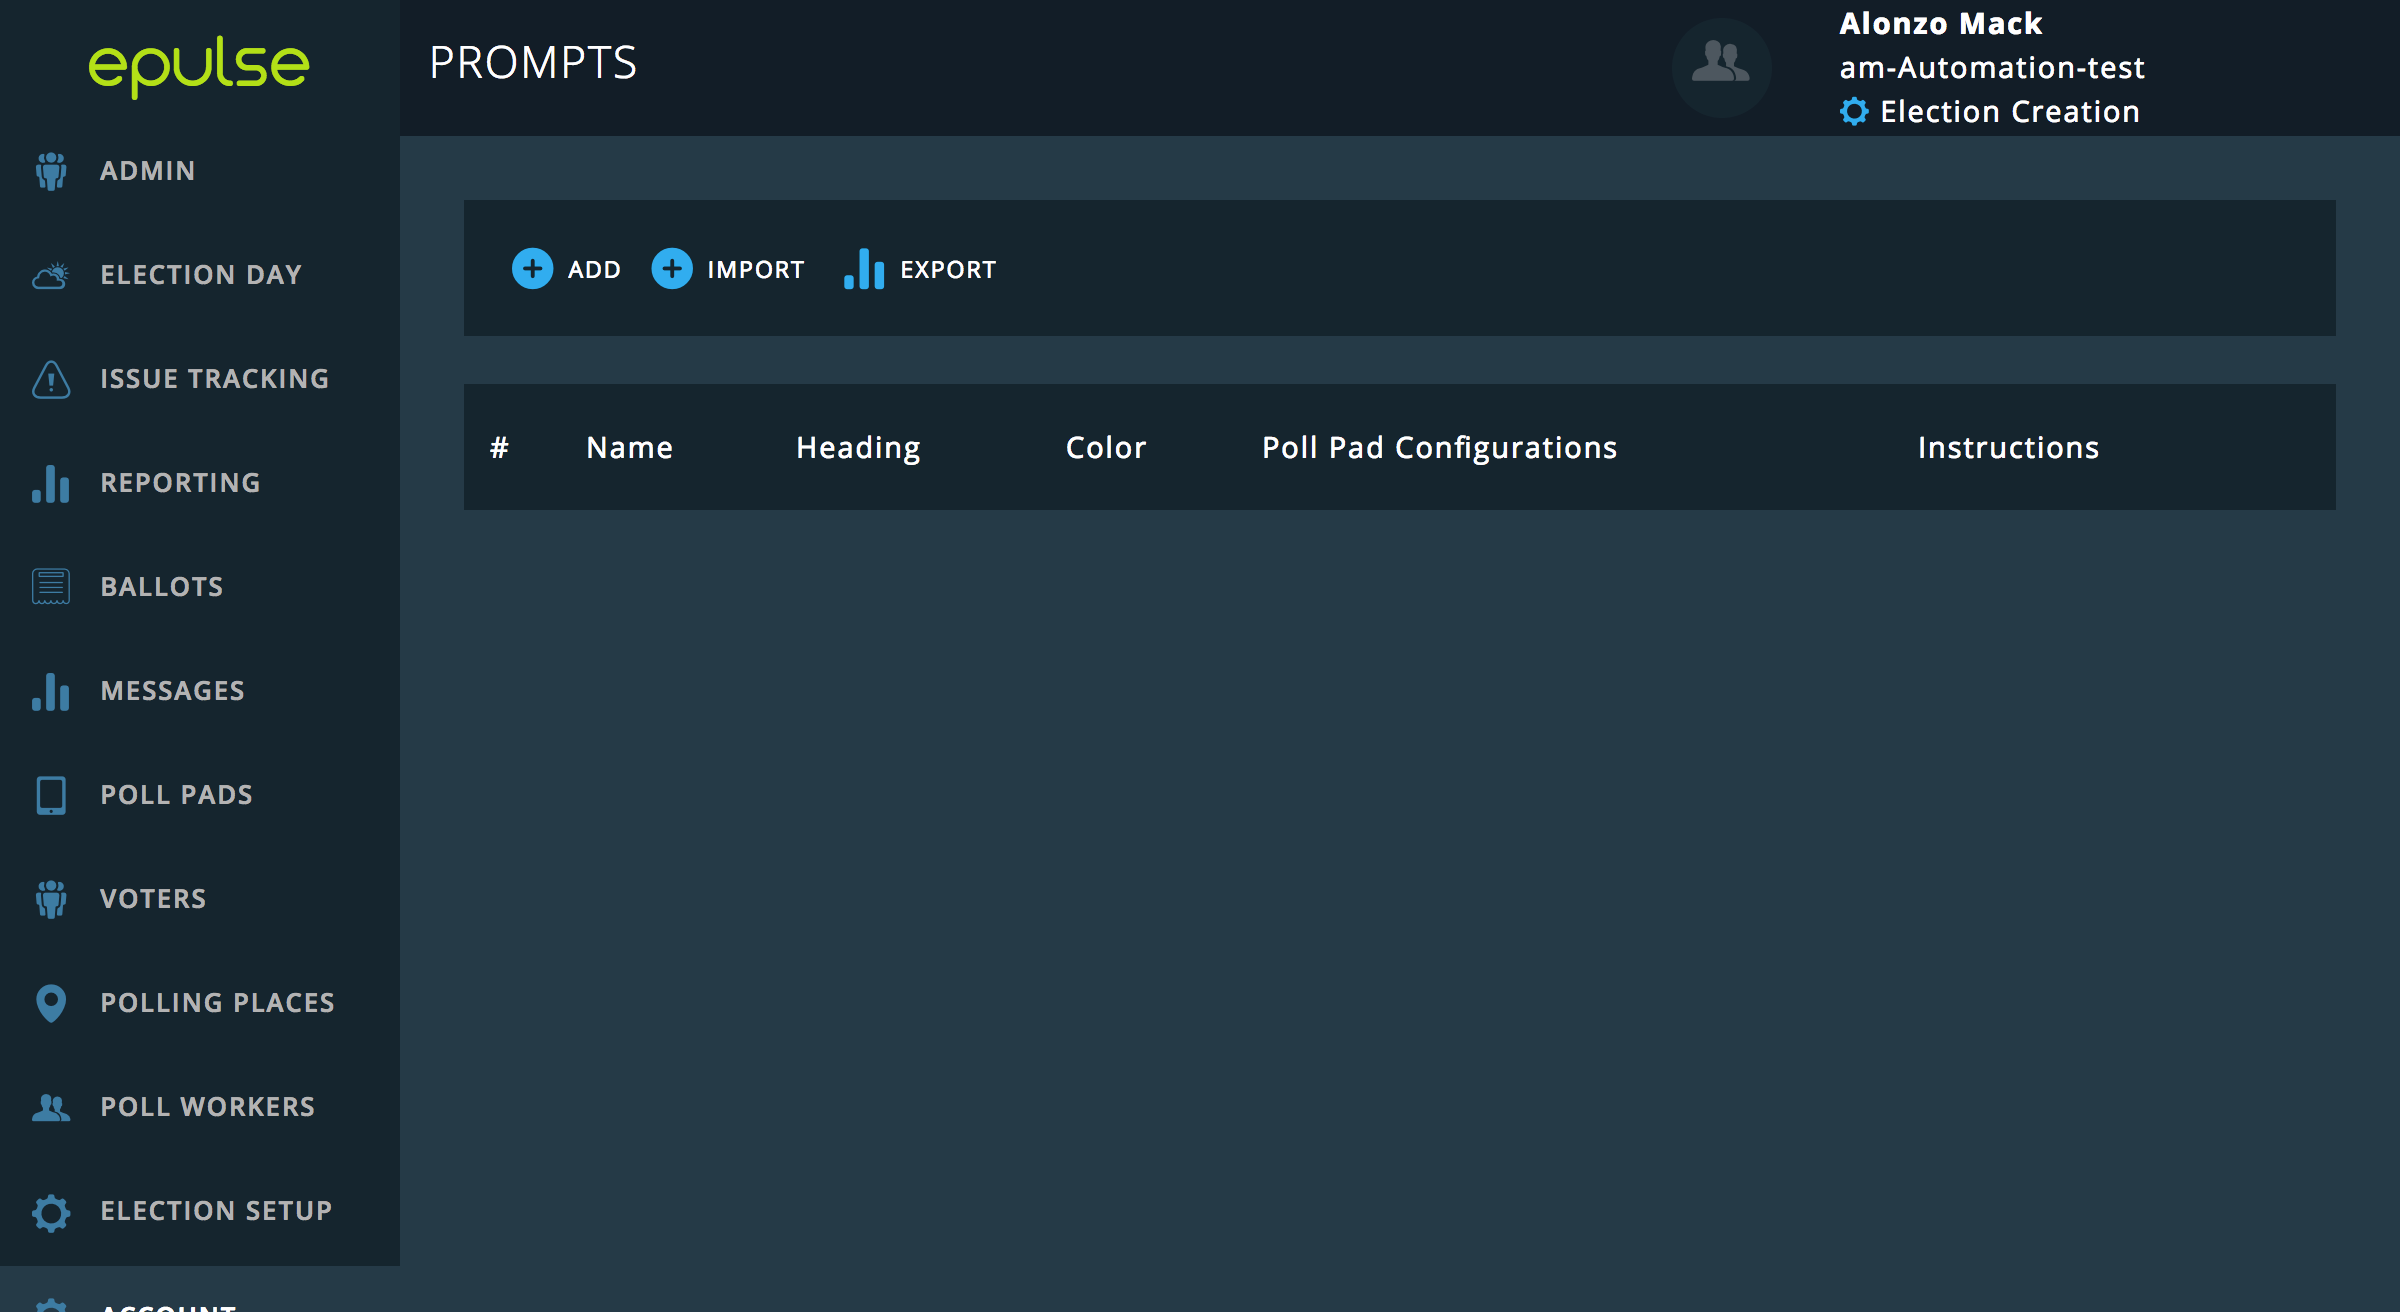 epulse
PROMPTS
Alonzo Mack
am-Automation-test
Election Creation
ADMIN
ELECTION DAY
ISSUE TRACKING
REPORTING
BALLOTS
MESSAGES
POLL PADS
VOTERS
POLLING PLACES
POLL WORKERS
ELECTION SETUP
ACCOUNT
ADD IMPORT EXPORT
# Name Heading Color Poll Pad Configurations Instructions